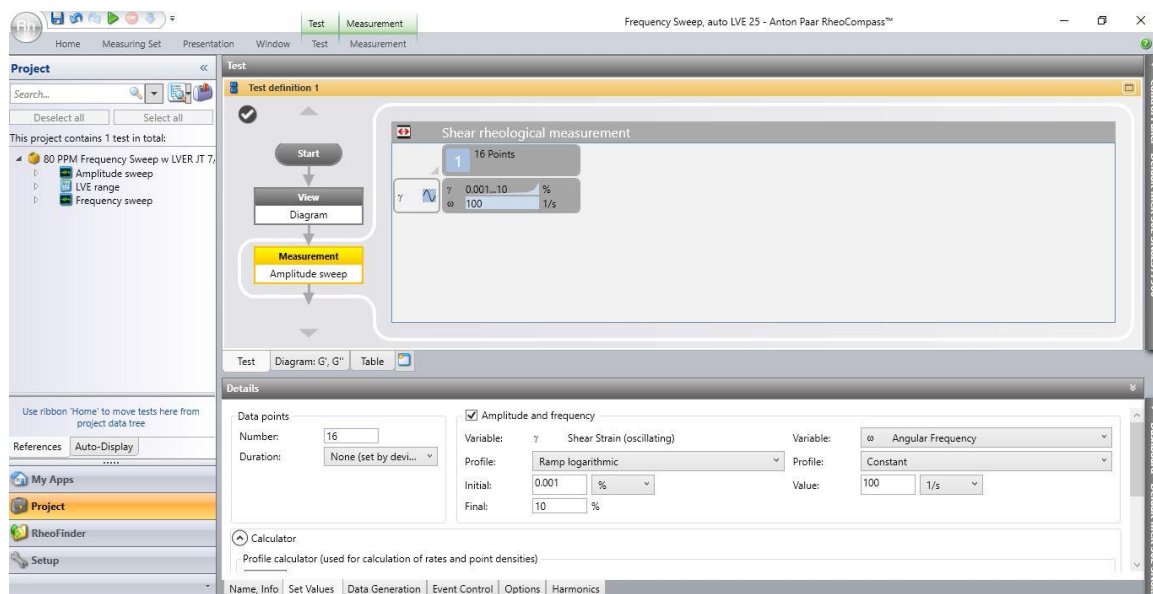 Rh
Test Measurement
Frequency Sweep, auto LVE 25 - Anton Paar RheoCompass™
Home Measuring Set Presentation Window Test Measurement
Project
Search...
Deselect all Select all
This project contains 1 test in total:
80 PPM Frequency Sweep w LVER JT 7/
Amplitude sweep
LVE range
Frequency sweep
Use ribbon 'Home' to move tests here from
project data tree
References Auto-Display
My Apps
Project
RheoFinder
Setup
Test
Test definition 1
Start
View
Diagram
Measurement
Amplitude sweep
Shear rheological measurement
1 16 Points
γ
γ 0.001...10 %
ω 100 1/s
Test Diagram: G', G'' Table
Details
Data points
Number: 16
Duration: None (set by devi...
Amplitude and frequency
Variable: γ Shear Strain (oscillating)
Profile: Ramp logarithmic
Initial: 0.001 %
Final: 10 %
Variable: ω Angular Frequency
Profile: Constant
Value: 100 1/s
Calculator
Profile calculator (used for calculation of rates and point densities)
Name, Info Set Values Data Generation Event Control Options Harmonics